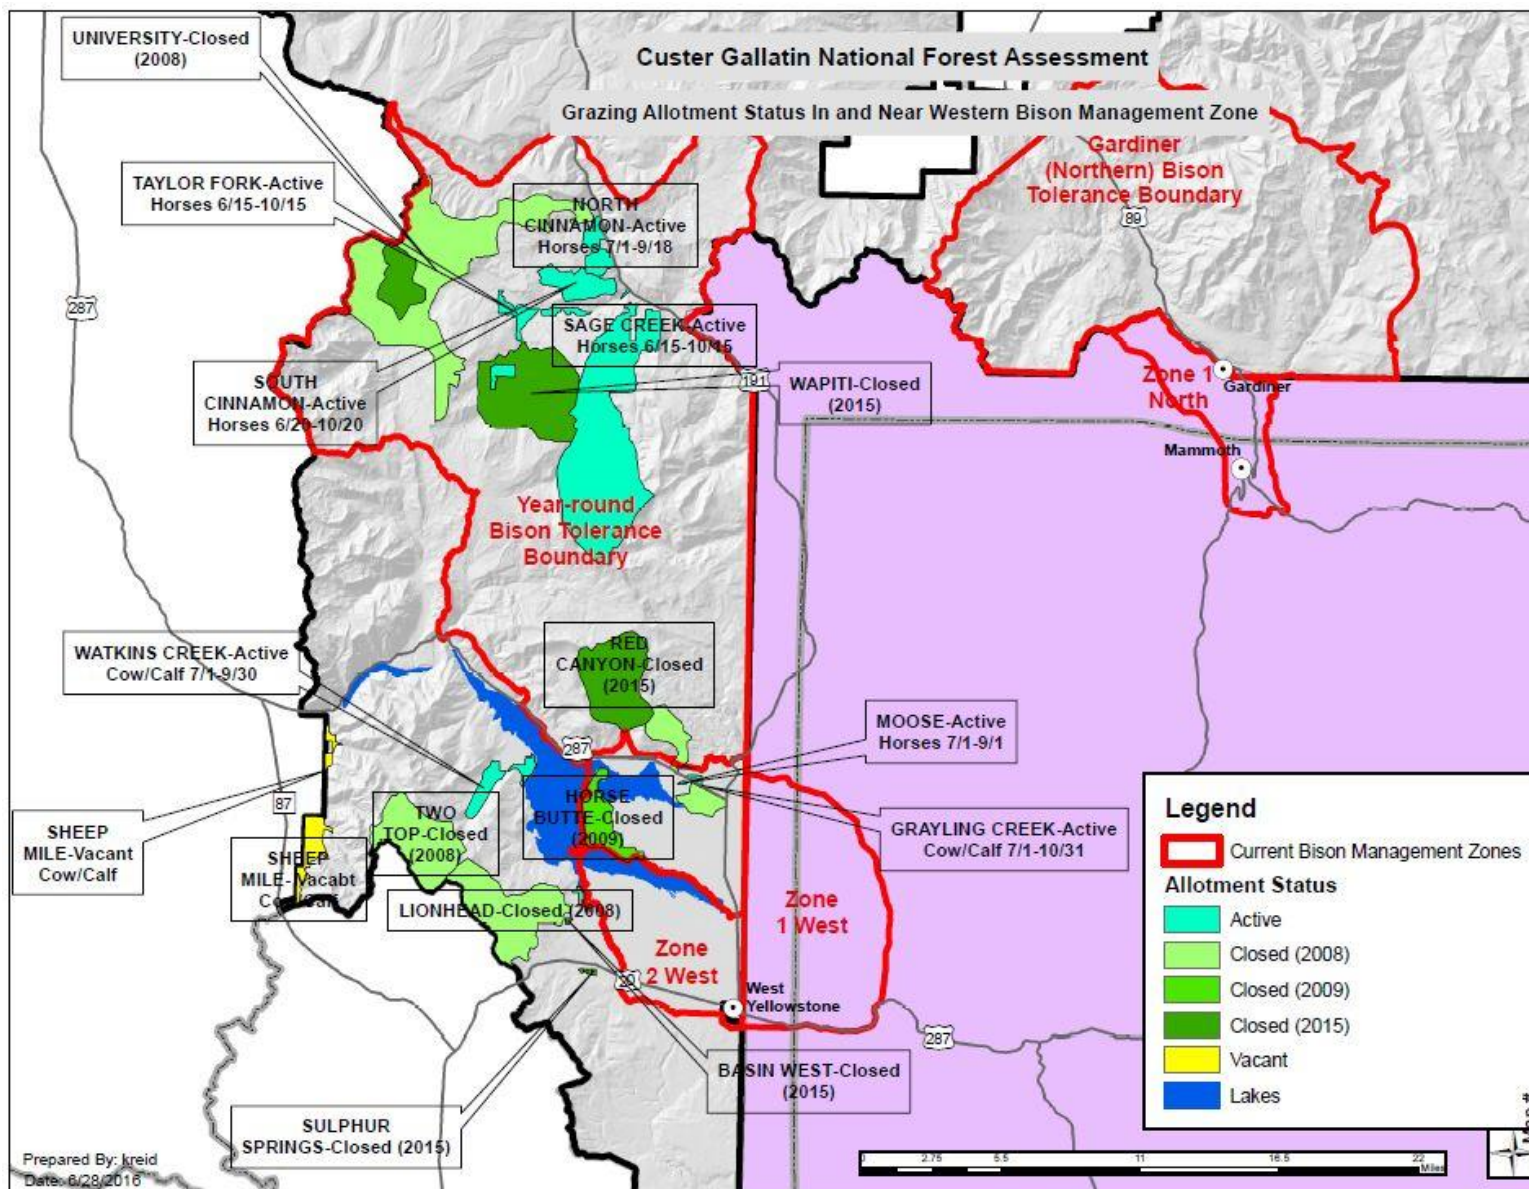 UNIVERSITY-Closed
(2008)
Custer Gallatin National Forest Assessment
Grazing Allotment Status In and Near Western Bison Management Zone
Gardiner
(Northern) Bison
Tolerance Boundary
TAYLOR FORK-Active
Horses 6/15-10/15
NORTH
CINNAMON-Active
Horses 7/1-9/18
89
287
SAGE CREEK-Active
Horses 6/15-10/15
SOUTH
CINNAMON-Active
Horses 6/20-10/20
191
WAPITI-Closed
(2015)
Zone 1
North
Gardiner
Mammoth
Year-round
Bison Tolerance
Boundary
WATKINS CREEK-Active
Cow/Calf 7/1-9/30
RED
CANYON-Closed
(2015)
MOOSE-Active
Horses 7/1-9/1
287
87
SHEEP
MILE-Vacant
Cow/Calf
SHEEP
MILE- Vacabt
Cow/Calf
TWO
TOP-Closed
(2008)
HORSE
BUTTE-Closed
(2009)
GRAYLING CREEK-Active
Cow/Calf 7/1-10/31
LIONHEAD-Closed (2008)
Zone
1 West
Zone
2 West
20
West
Yellowstone
287
BASIN WEST-Closed
(2015)
SULPHUR
SPRINGS-Closed (2015)
Legend
Current Bison Management Zones
Allotment Status
Active
Closed (2008)
Closed (2009)
Closed (2015)
Vacant
Lakes
Prepared By: kreid
Date: 6/28/2016
0 2.75 5.5 11 16.5 22
Miles